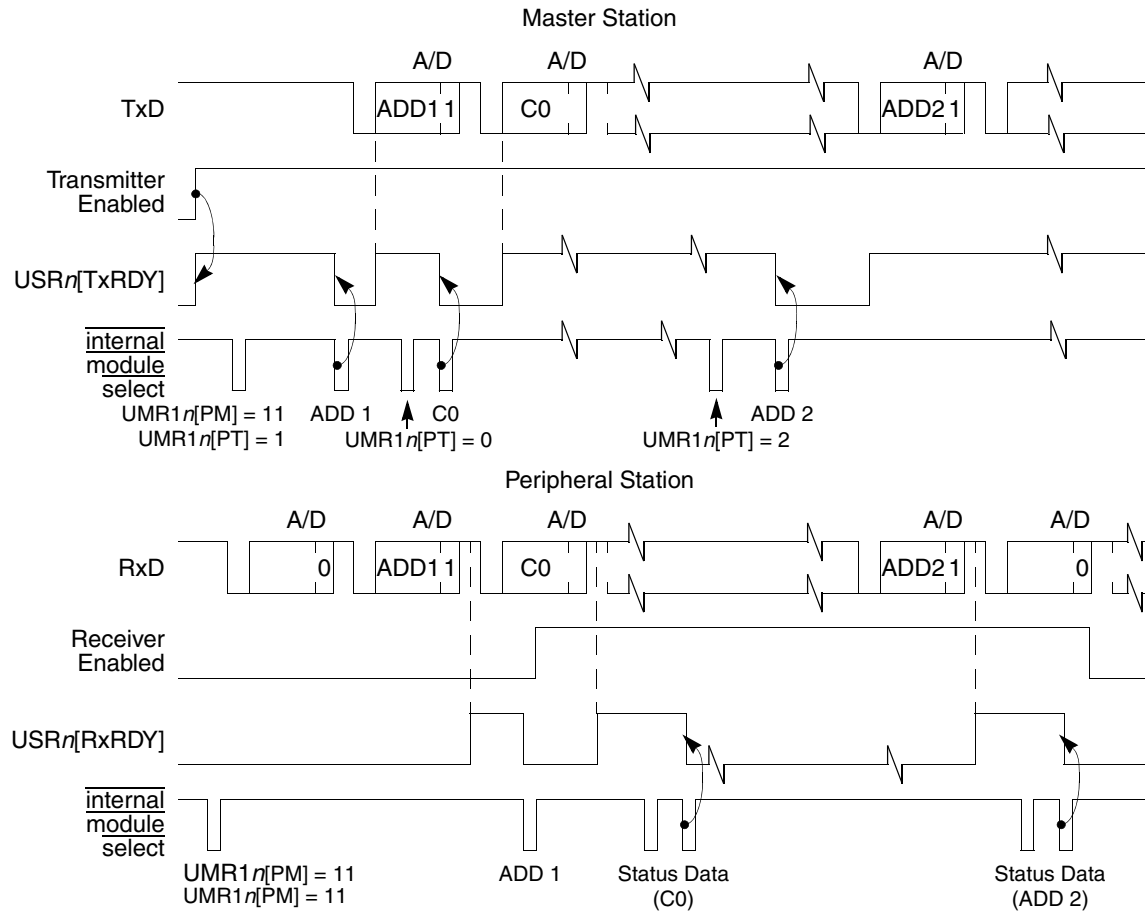 Master Station
A/D A/D A/D
TxD ADD1 1 C0 ADD2 1
Transmitter
Enabled
USRn[TxRDY]
internal
module
select
UMR1n[PM] = 11 ADD 1 C0 ADD 2
UMR1n[PT] = 1 UMR1n[PT] = 0 UMR1n[PT] = 2
Peripheral Station
A/D A/D A/D A/D A/D
RxD 0 ADD1 1 C0 ADD2 1 0
Receiver
Enabled
USRn[RxRDY]
internal
module
select
UMR1n[PM] = 11 ADD 1 Status Data Status Data
UMR1n[PM] = 11 (C0) (ADD 2)